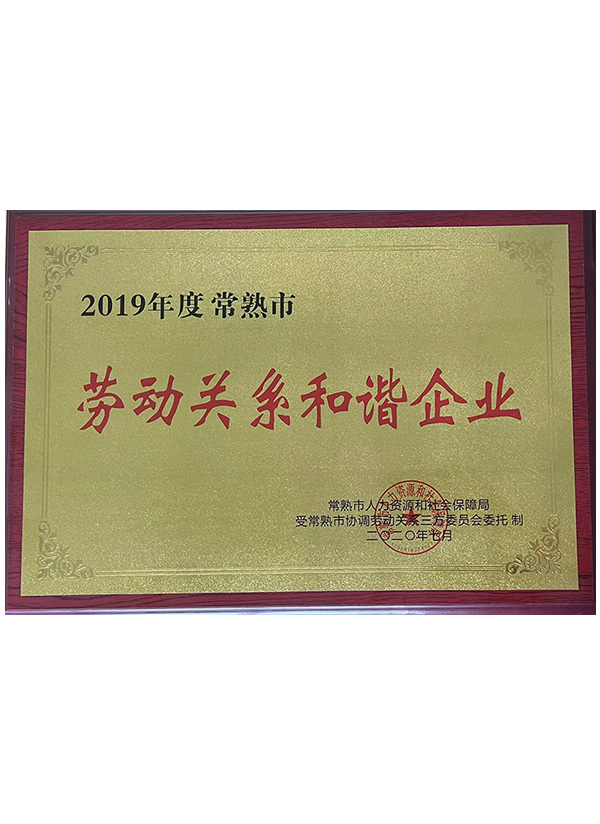 2019年度 常熟市
劳动关系和谐企业
常熟市人力资源和社会保障局
受常熟市协调劳动关系三方委员会委托 制
二〇二〇年七月